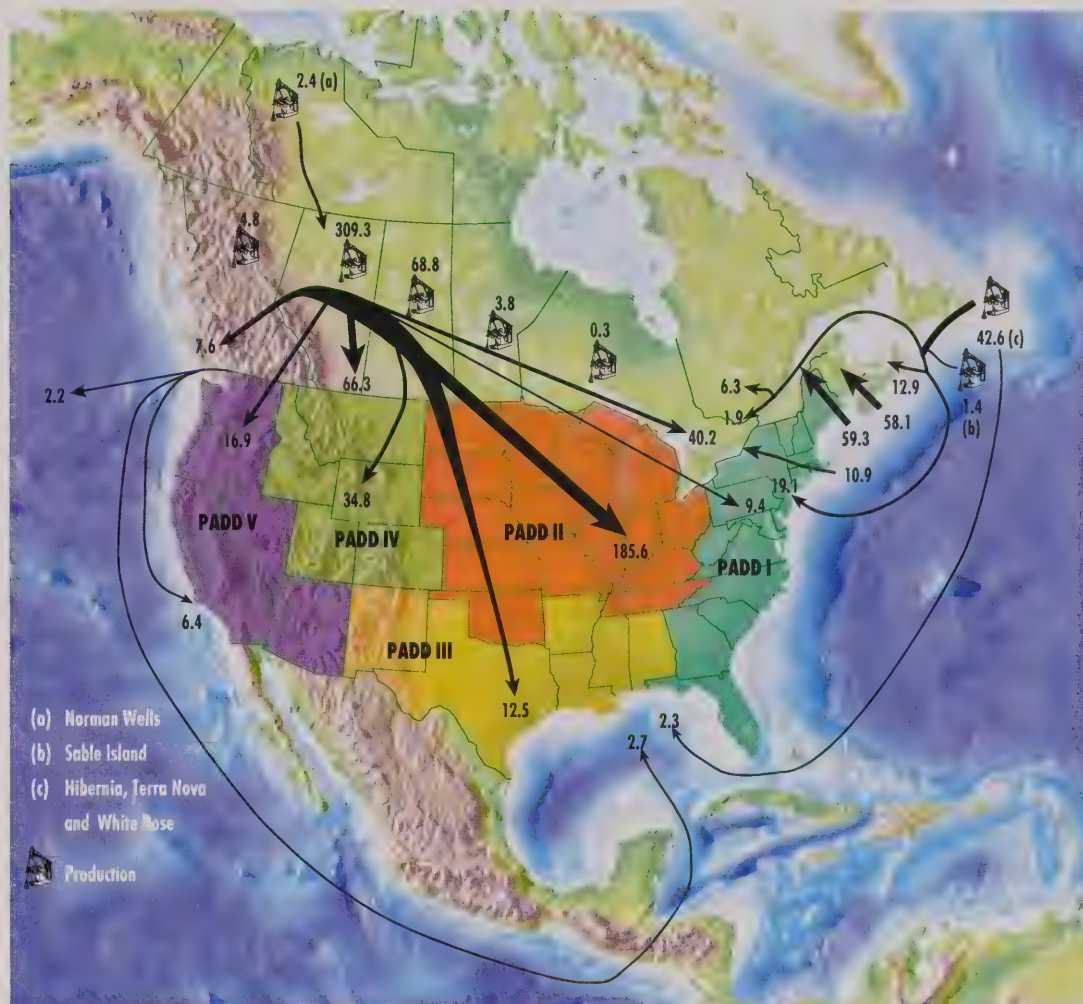 2.4 (a)
4.8
309.3
68.8
3.8
0.3
42.6 (c)
7.6
66.3
6.3
1.9
12.9
1.4
(b)
2.2
16.9
40.2
59.3
58.1
10.9
34.8
19.1
9.4
PADD V
PADD IV
PADD II
185.6
PADD I
6.4
PADD III
12.5
2.3
2.7
(a) Norman Wells
(b) Sable Island
(c) Hibernia, Terra Nova
and White Rose
Production